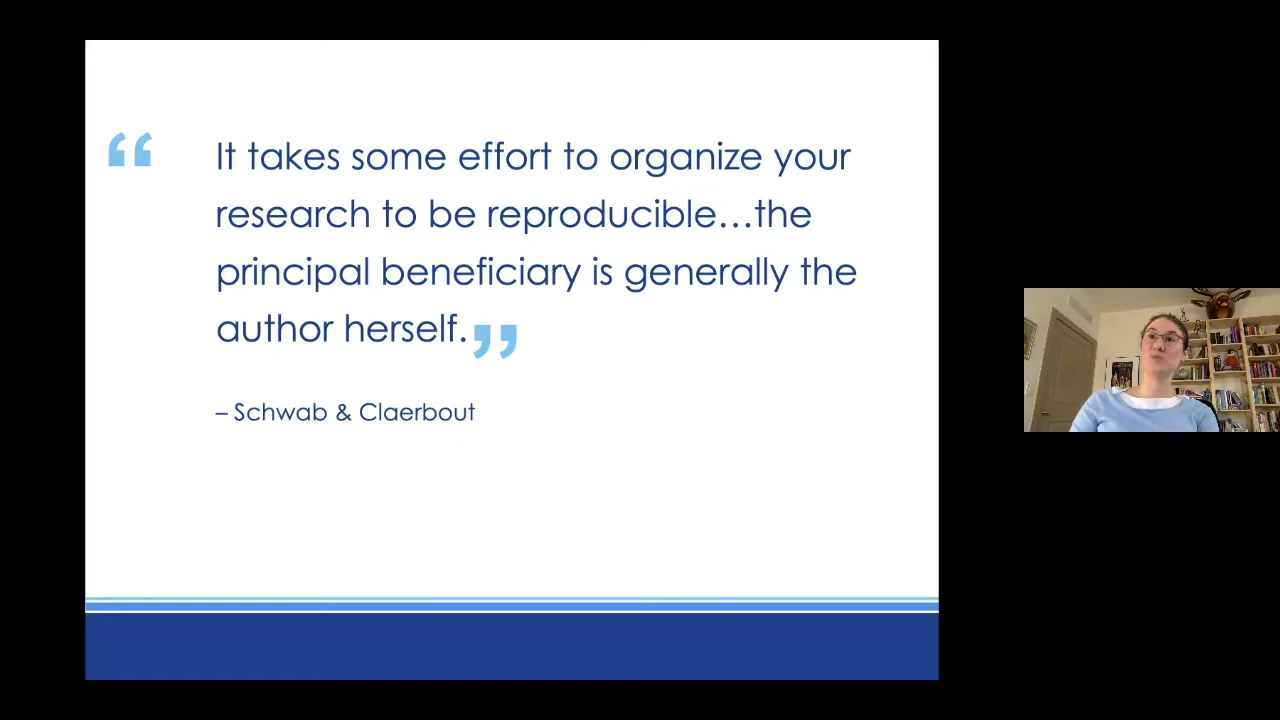 “
It takes some effort to organize your
research to be reproducible…the
principal beneficiary is generally the
author herself.”
– Schwab & Claerbout